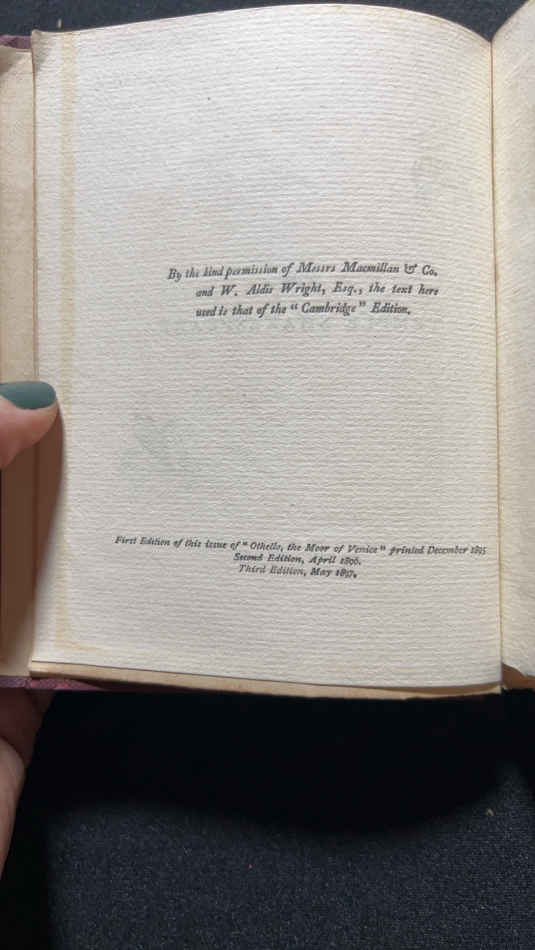 By the kind permission of Messrs Macmillan & Co.
and W. Aldis Wright, Esq., the text here
used is that of the “ Cambridge ” Edition.
First Edition of this issue of “ Othello, the Moor of Venice ” printed December 1895
Second Edition, April 1896.
Third Edition, May 1897.